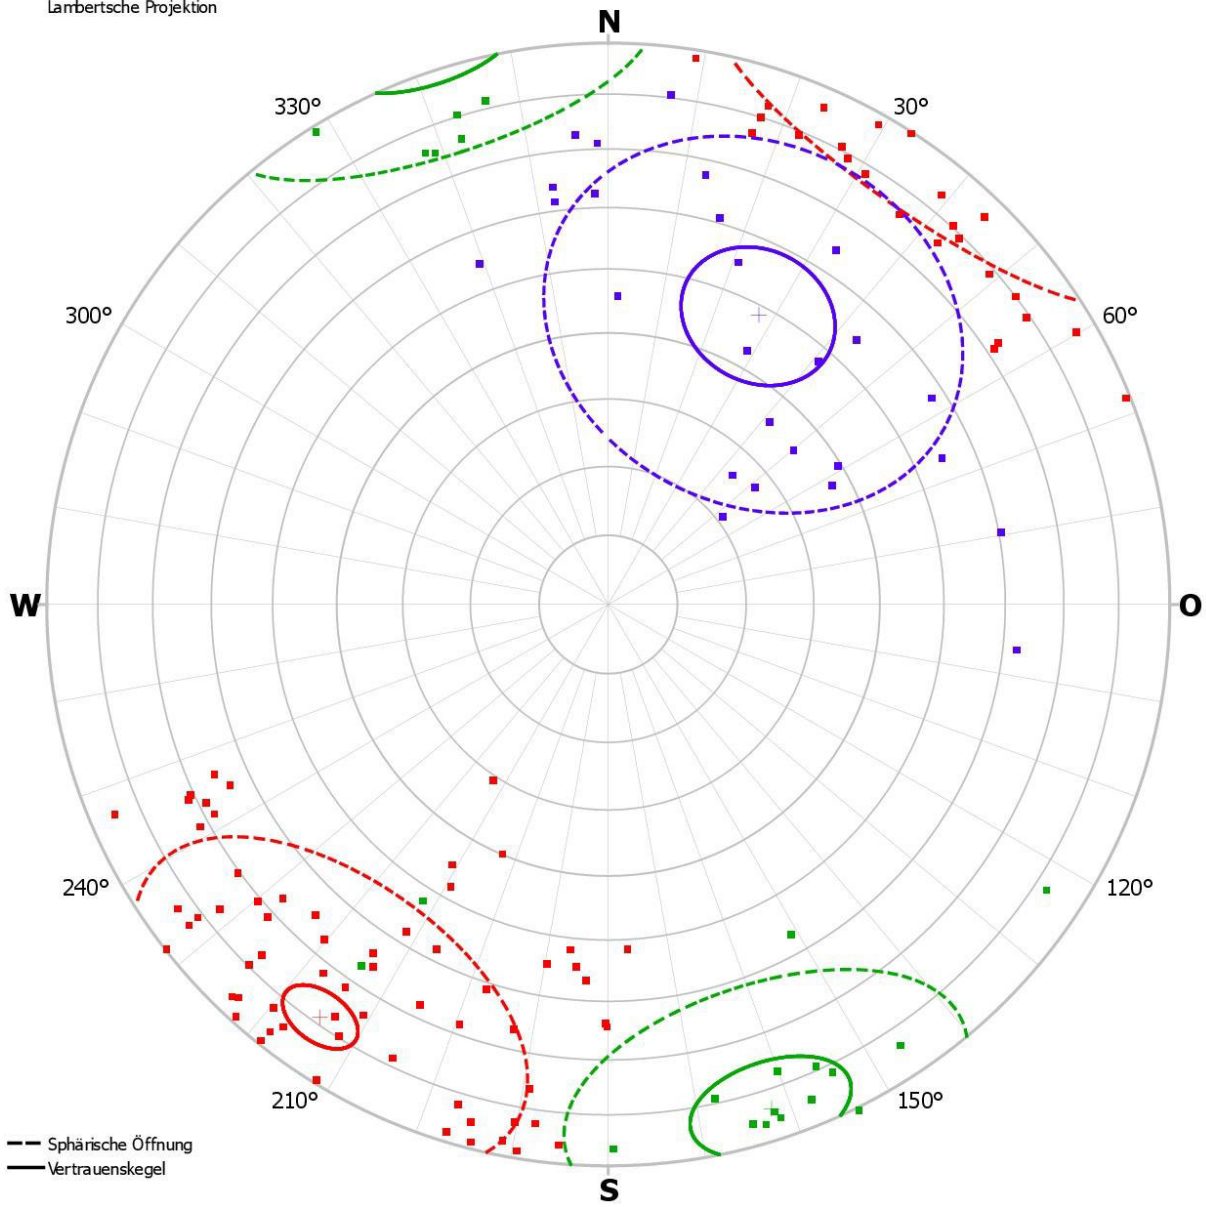 Lambertsche Projektion
N
330°
30°
300°
60°
W
O
240°
120°
210°
150°
Sphärische Öffnung
Vertrauenskegel
S